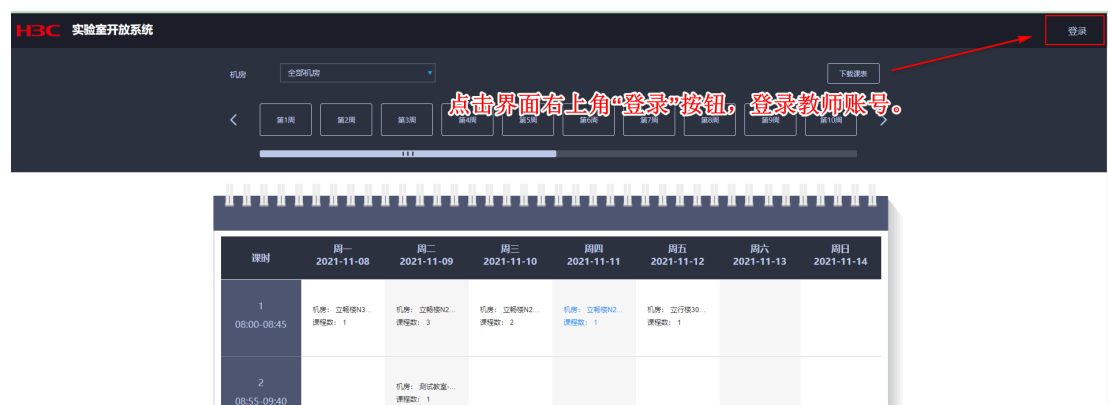 H3C 实验室开放系统
登录
机房 全部机房 下载课表
点击界面右上角“登录”按钮，登录教师账号。
第1周 第2周 第3周 第4周 第5周 第6周 第7周 第8周 第9周 第10周
课时 周一 周二 周三 周四 周五 周六 周日
2021-11-08 2021-11-09 2021-11-10 2021-11-11 2021-11-12 2021-11-13 2021-11-14
1 机房： 立畅楼N3... 机房： 立畅楼N2... 机房： 立畅楼N2... 机房： 立畅楼N2... 机房： 立行楼30...
08:00-08:45 课程数： 1 课程数： 3 课程数： 2 课程数： 1 课程数： 1
2 机房： 测试教室-...
08:55-09:40 课程数： 1